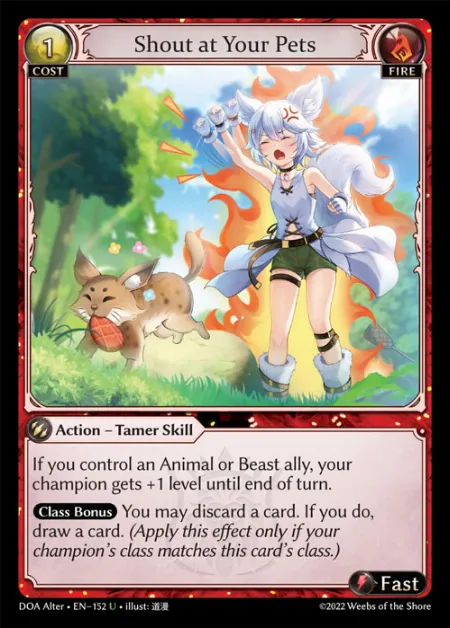 1
Shout at Your Pets
COST
FIRE
Action – Tamer Skill
If you control an Animal or Beast ally, your
champion gets +1 level until end of turn.
Class Bonus You may discard a card. If you do,
draw a card. (Apply this effect only if your
champion's class matches this card's class.)
Fast
DOA Alter • EN–152 U • illust: 道漫
©2022 Weebs of the Shore